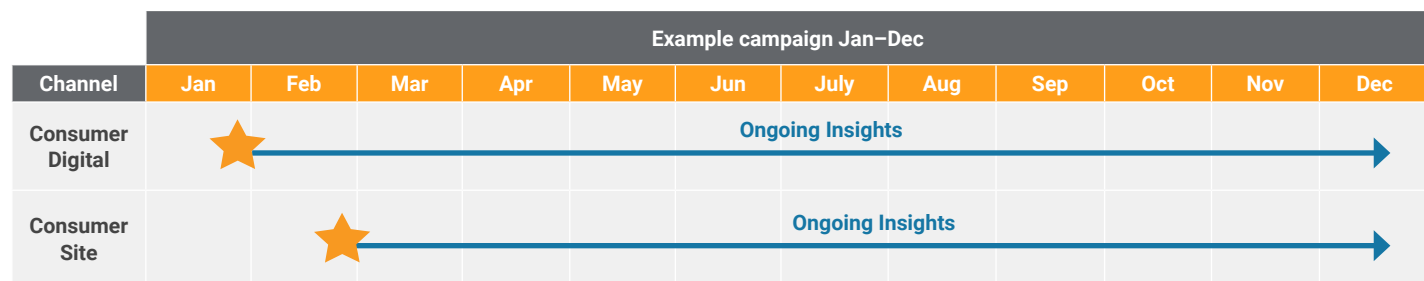 Example campaign Jan–Dec
Channel Jan Feb Mar Apr May Jun July Aug Sep Oct Nov Dec
Consumer
Digital
Ongoing Insights
Consumer
Site
Ongoing Insights